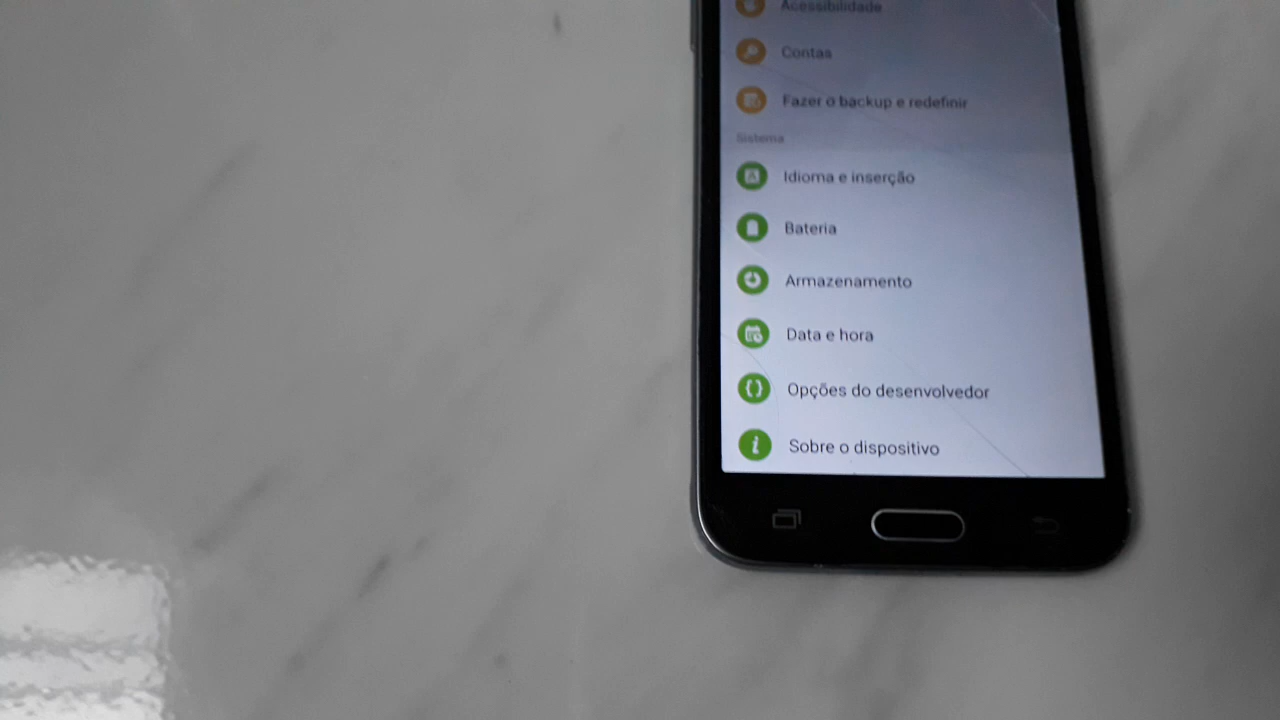 Acessibilidade
Contas
Fazer o backup e redefinir
Sistema
Idioma e inserção
Bateria
Armazenamento
Data e hora
Opções do desenvolvedor
Sobre o dispositivo